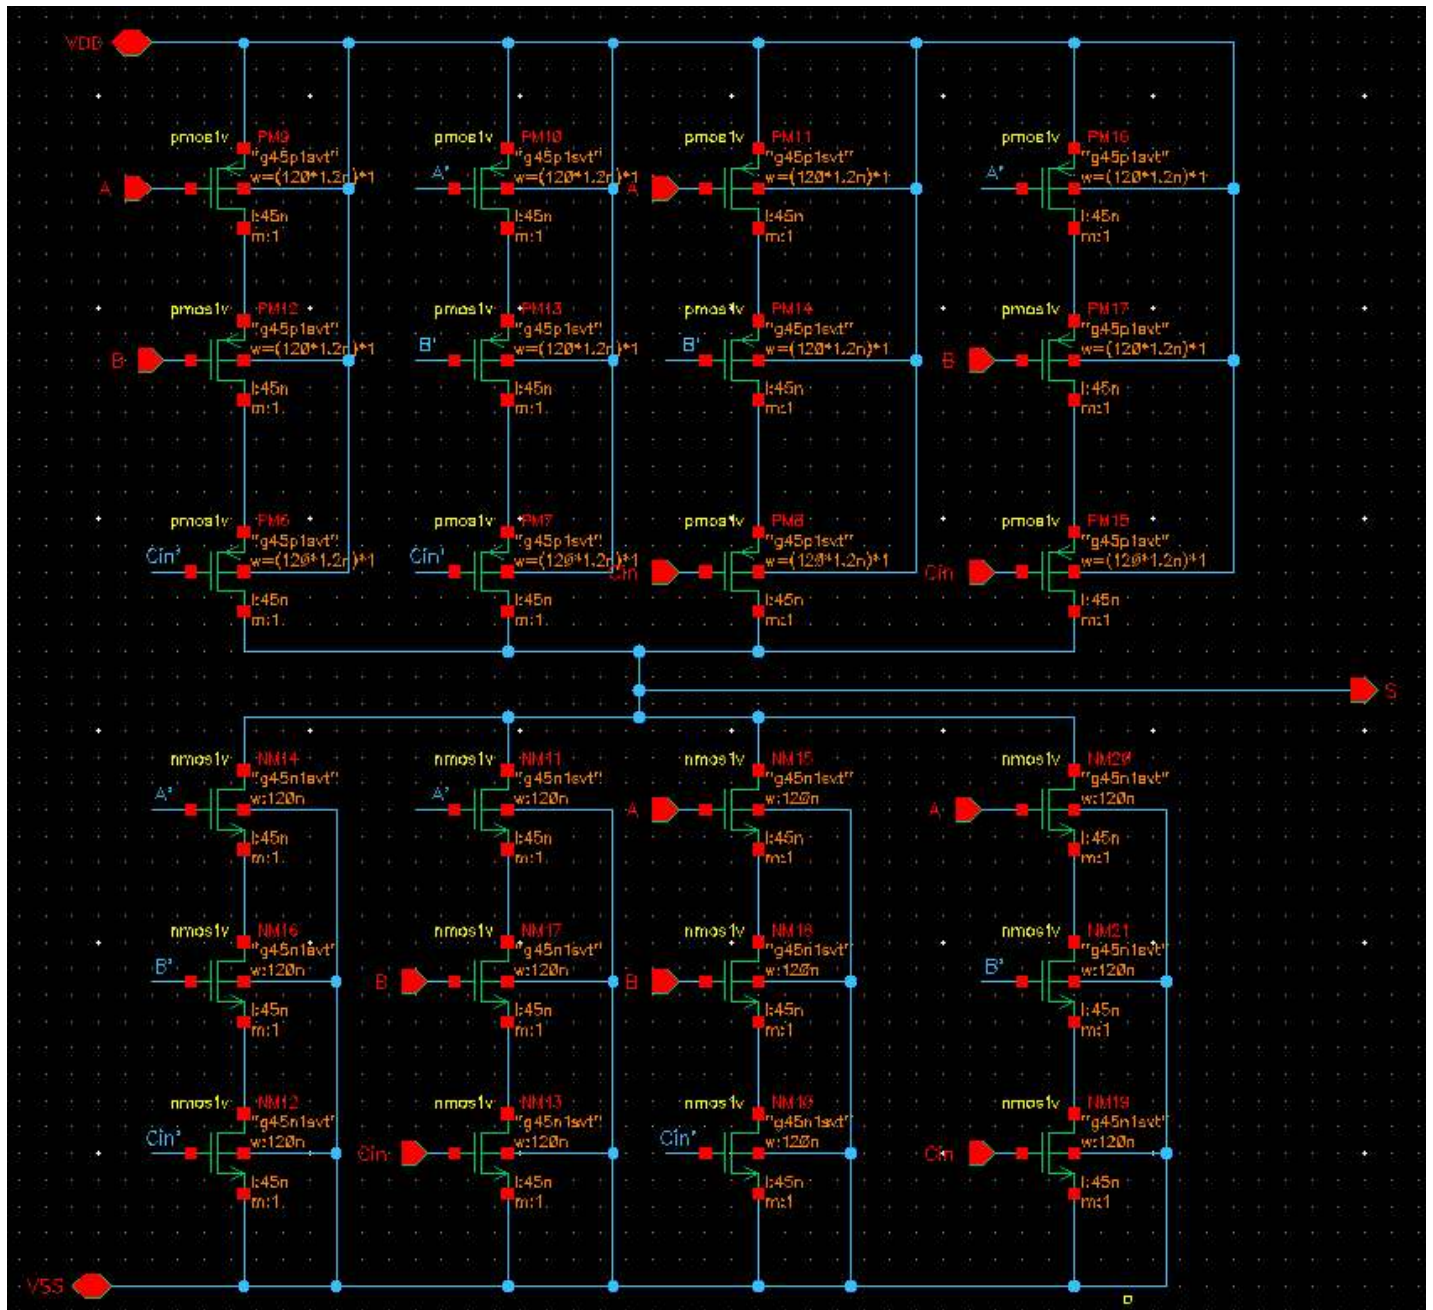 VDD
pmos1v PM9 pmos1v PM10 pmos1v PM11 pmos1v PM16
"g45p1svt" "g45p1svt" "g45p1svt" "g45p1svt"
A w=(120*1.2n)*1 A' w=(120*1.2n)*1 A w=(120*1.2n)*1 A' w=(120*1.2n)*1
l:45n l:45n l:45n l:45n
m:1 m:1 m:1 m:1
pmos1v PM12 pmos1v PM13 pmos1v PM14 pmos1v PM17
"g45p1svt" "g45p1svt" "g45p1svt" "g45p1svt"
B w=(120*1.2n)*1 B' w=(120*1.2n)*1 B' w=(120*1.2n)*1 B w=(120*1.2n)*1
l:45n l:45n l:45n l:45n
m:1 m:1 m:1 m:1
pmos1v PM6 pmos1v PM7 pmos1v PM8 pmos1v PM15
"g45p1svt" "g45p1svt" "g45p1svt" "g45p1svt"
Cin' w=(120*1.2n)*1 Cin' w=(120*1.2n)*1 Cin w=(120*1.2n)*1 Cin w=(120*1.2n)*1
l:45n l:45n l:45n l:45n
m:1 m:1 m:1 m:1
S
nmos1v NM14 nmos1v NM11 nmos1v NM15 nmos1v NM20
"g45n1svt" "g45n1svt" "g45n1svt" "g45n1svt"
A' w:120n A' w:120n A w:120n A w:120n
l:45n l:45n l:45n l:45n
m:1 m:1 m:1 m:1
nmos1v NM16 nmos1v NM17 nmos1v NM18 nmos1v NM21
"g45n1svt" "g45n1svt" "g45n1svt" "g45n1svt"
B' w:120n B w:120n B w:120n B' w:120n
l:45n l:45n l:45n l:45n
m:1 m:1 m:1 m:1
nmos1v NM12 nmos1v NM13 nmos1v NM10 nmos1v NM19
"g45n1svt" "g45n1svt" "g45n1svt" "g45n1svt"
Cin' w:120n Cin w:120n Cin' w:120n Cin w:120n
l:45n l:45n l:45n l:45n
m:1 m:1 m:1 m:1
VSS